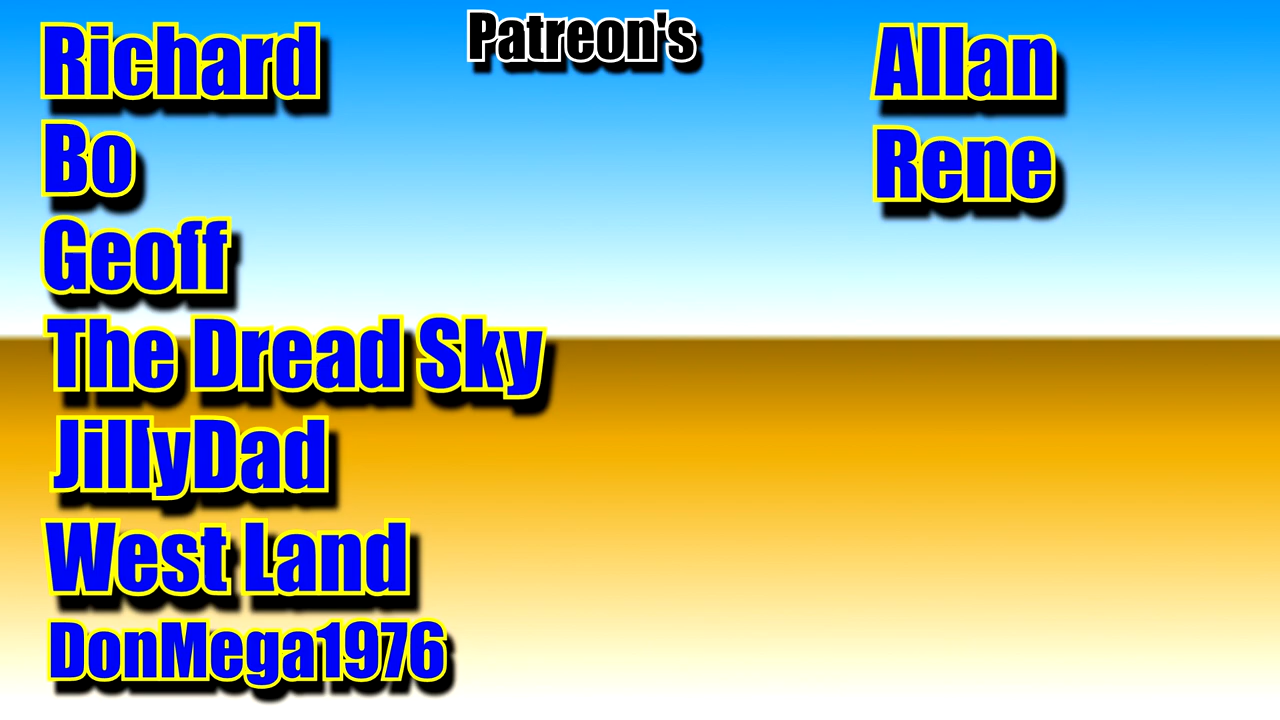 Patreon's
Richard
Bo
Geoff
The Dread Sky
JillyDad
West Land
DonMega1976
Allan
Rene